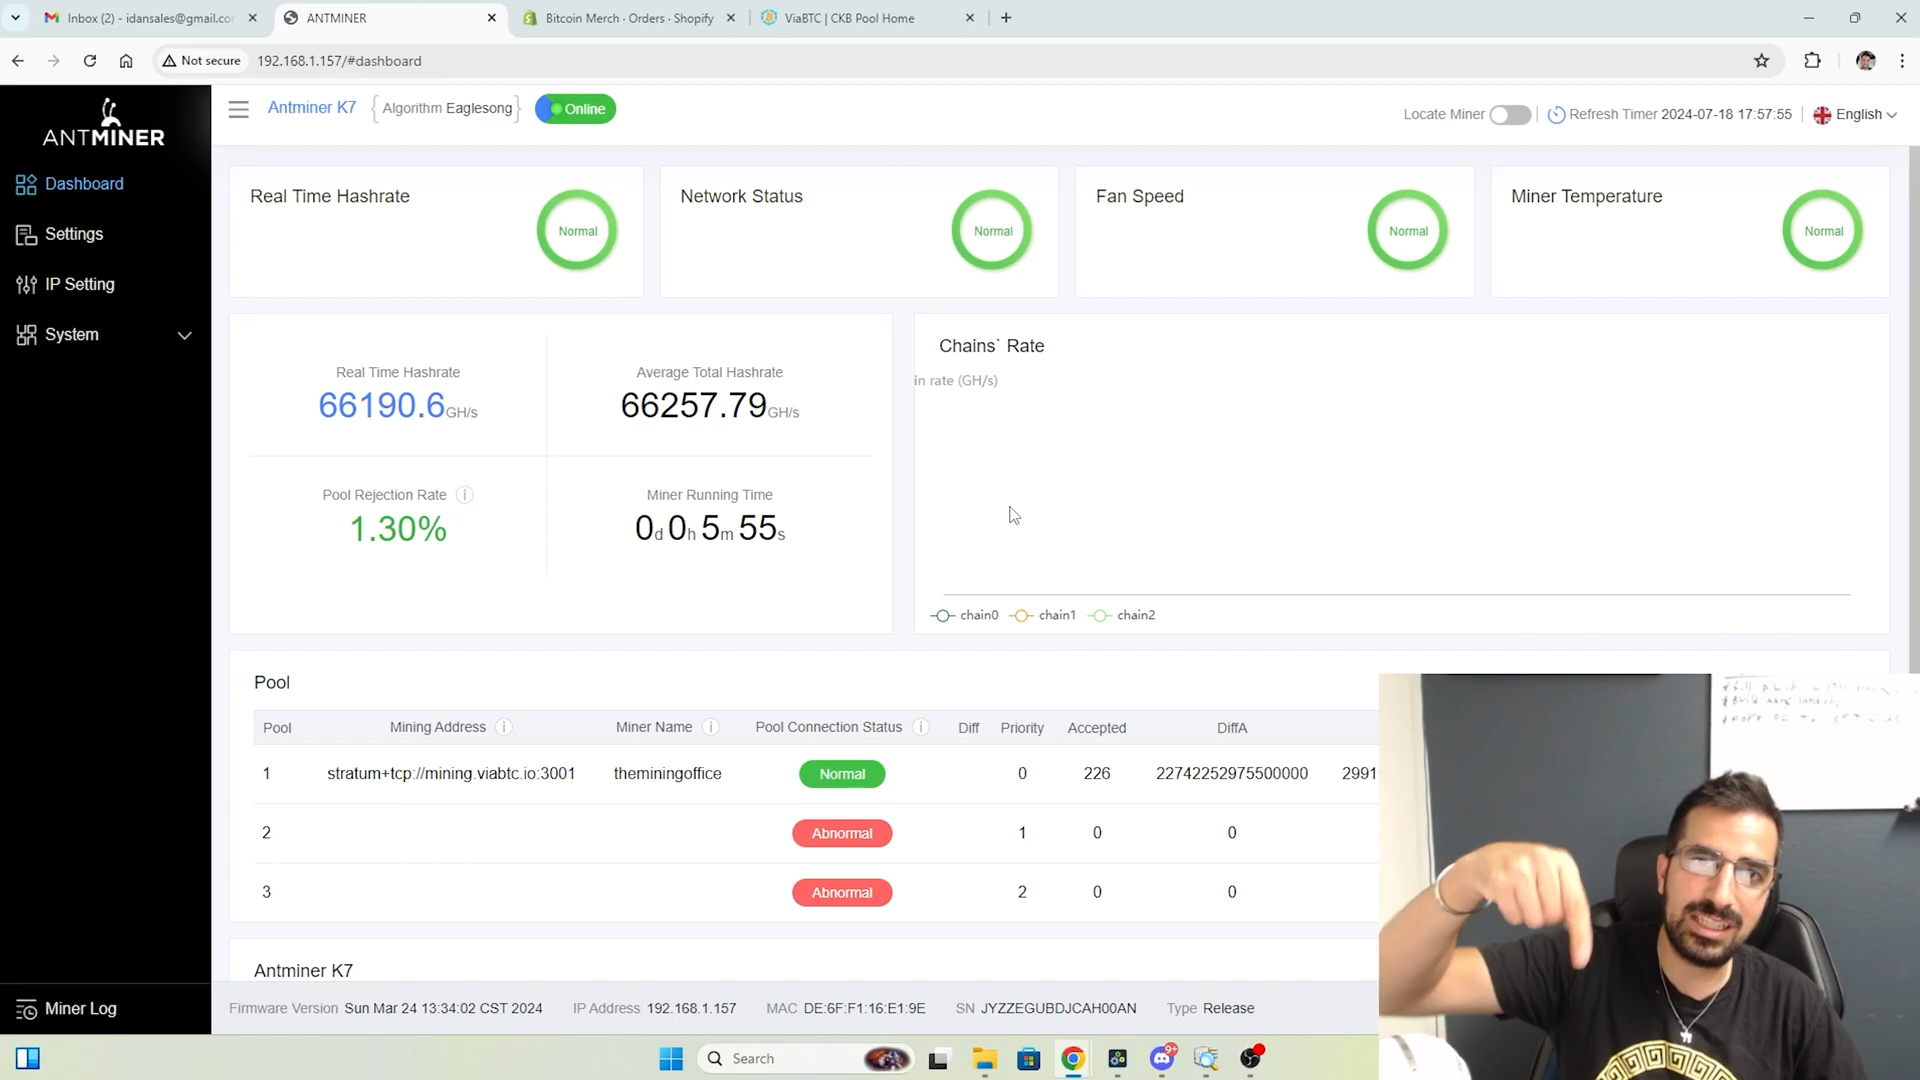 Inbox (2) - idansales@gmail.co
ANTMINER
Bitcoin Merch · Orders · Shopify
ViaBTC | CKB Pool Home
Not secure
192.168.1.157/#dashboard
ANTMINER
Antminer K7
Algorithm Eaglesong
Online
Locate Miner
Refresh Timer 2024-07-18 17:57:55
English
Dashboard
Settings
IP Setting
System
Miner Log
Real Time Hashrate
Normal
Network Status
Normal
Fan Speed
Normal
Miner Temperature
Normal
Real Time Hashrate
66190.6 GH/s
Average Total Hashrate
66257.79 GH/s
Pool Rejection Rate
1.30%
Miner Running Time
0d 0h 5m 55s
Chains` Rate
in rate (GH/s)
chain0 chain1 chain2
Pool
Pool Mining Address Miner Name Pool Connection Status Diff Priority Accepted DiffA
1 stratum+tcp://mining.viabtc.io:3001 theminingoffice Normal 0 226 22742252975500000 2991
2 Abnormal 1 0 0
3 Abnormal 2 0 0
Antminer K7
Firmware Version Sun Mar 24 13:34:02 CST 2024 IP Address 192.168.1.157 MAC DE:6F:F1:16:E1:9E SN JYZZEGUBDJCAH00AN Type Release
Search
9+